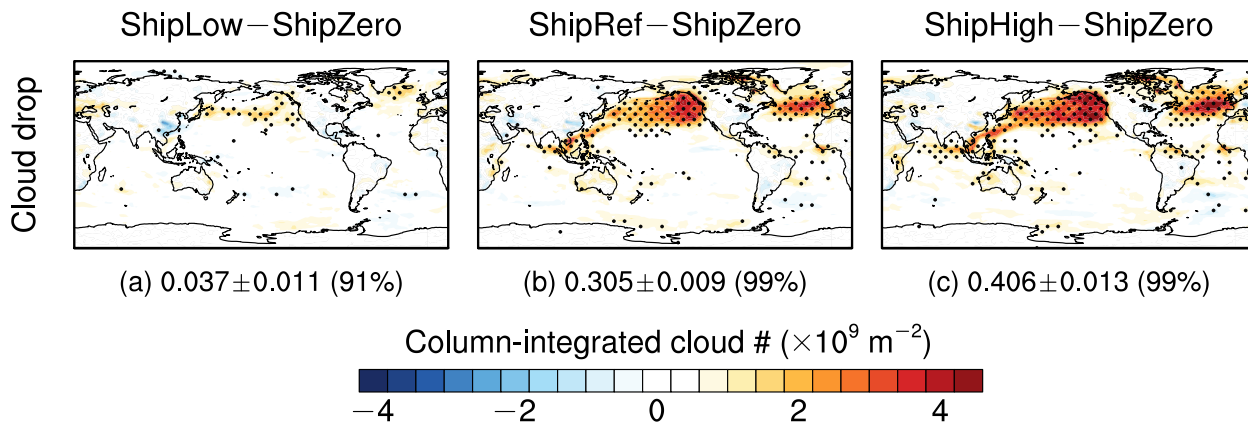 ShipLow−ShipZero
ShipRef−ShipZero
ShipHigh−ShipZero
Cloud drop
(a) 0.037±0.011 (91%)
(b) 0.305±0.009 (99%)
(c) 0.406±0.013 (99%)
Column-integrated cloud # (×10⁹ m⁻²)
−4 −2 0 2 4